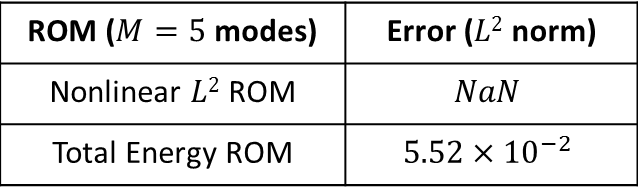 ROM (M = 5 modes) Error (L² norm)
Nonlinear L² ROM NaN
Total Energy ROM 5.52 × 10⁻²